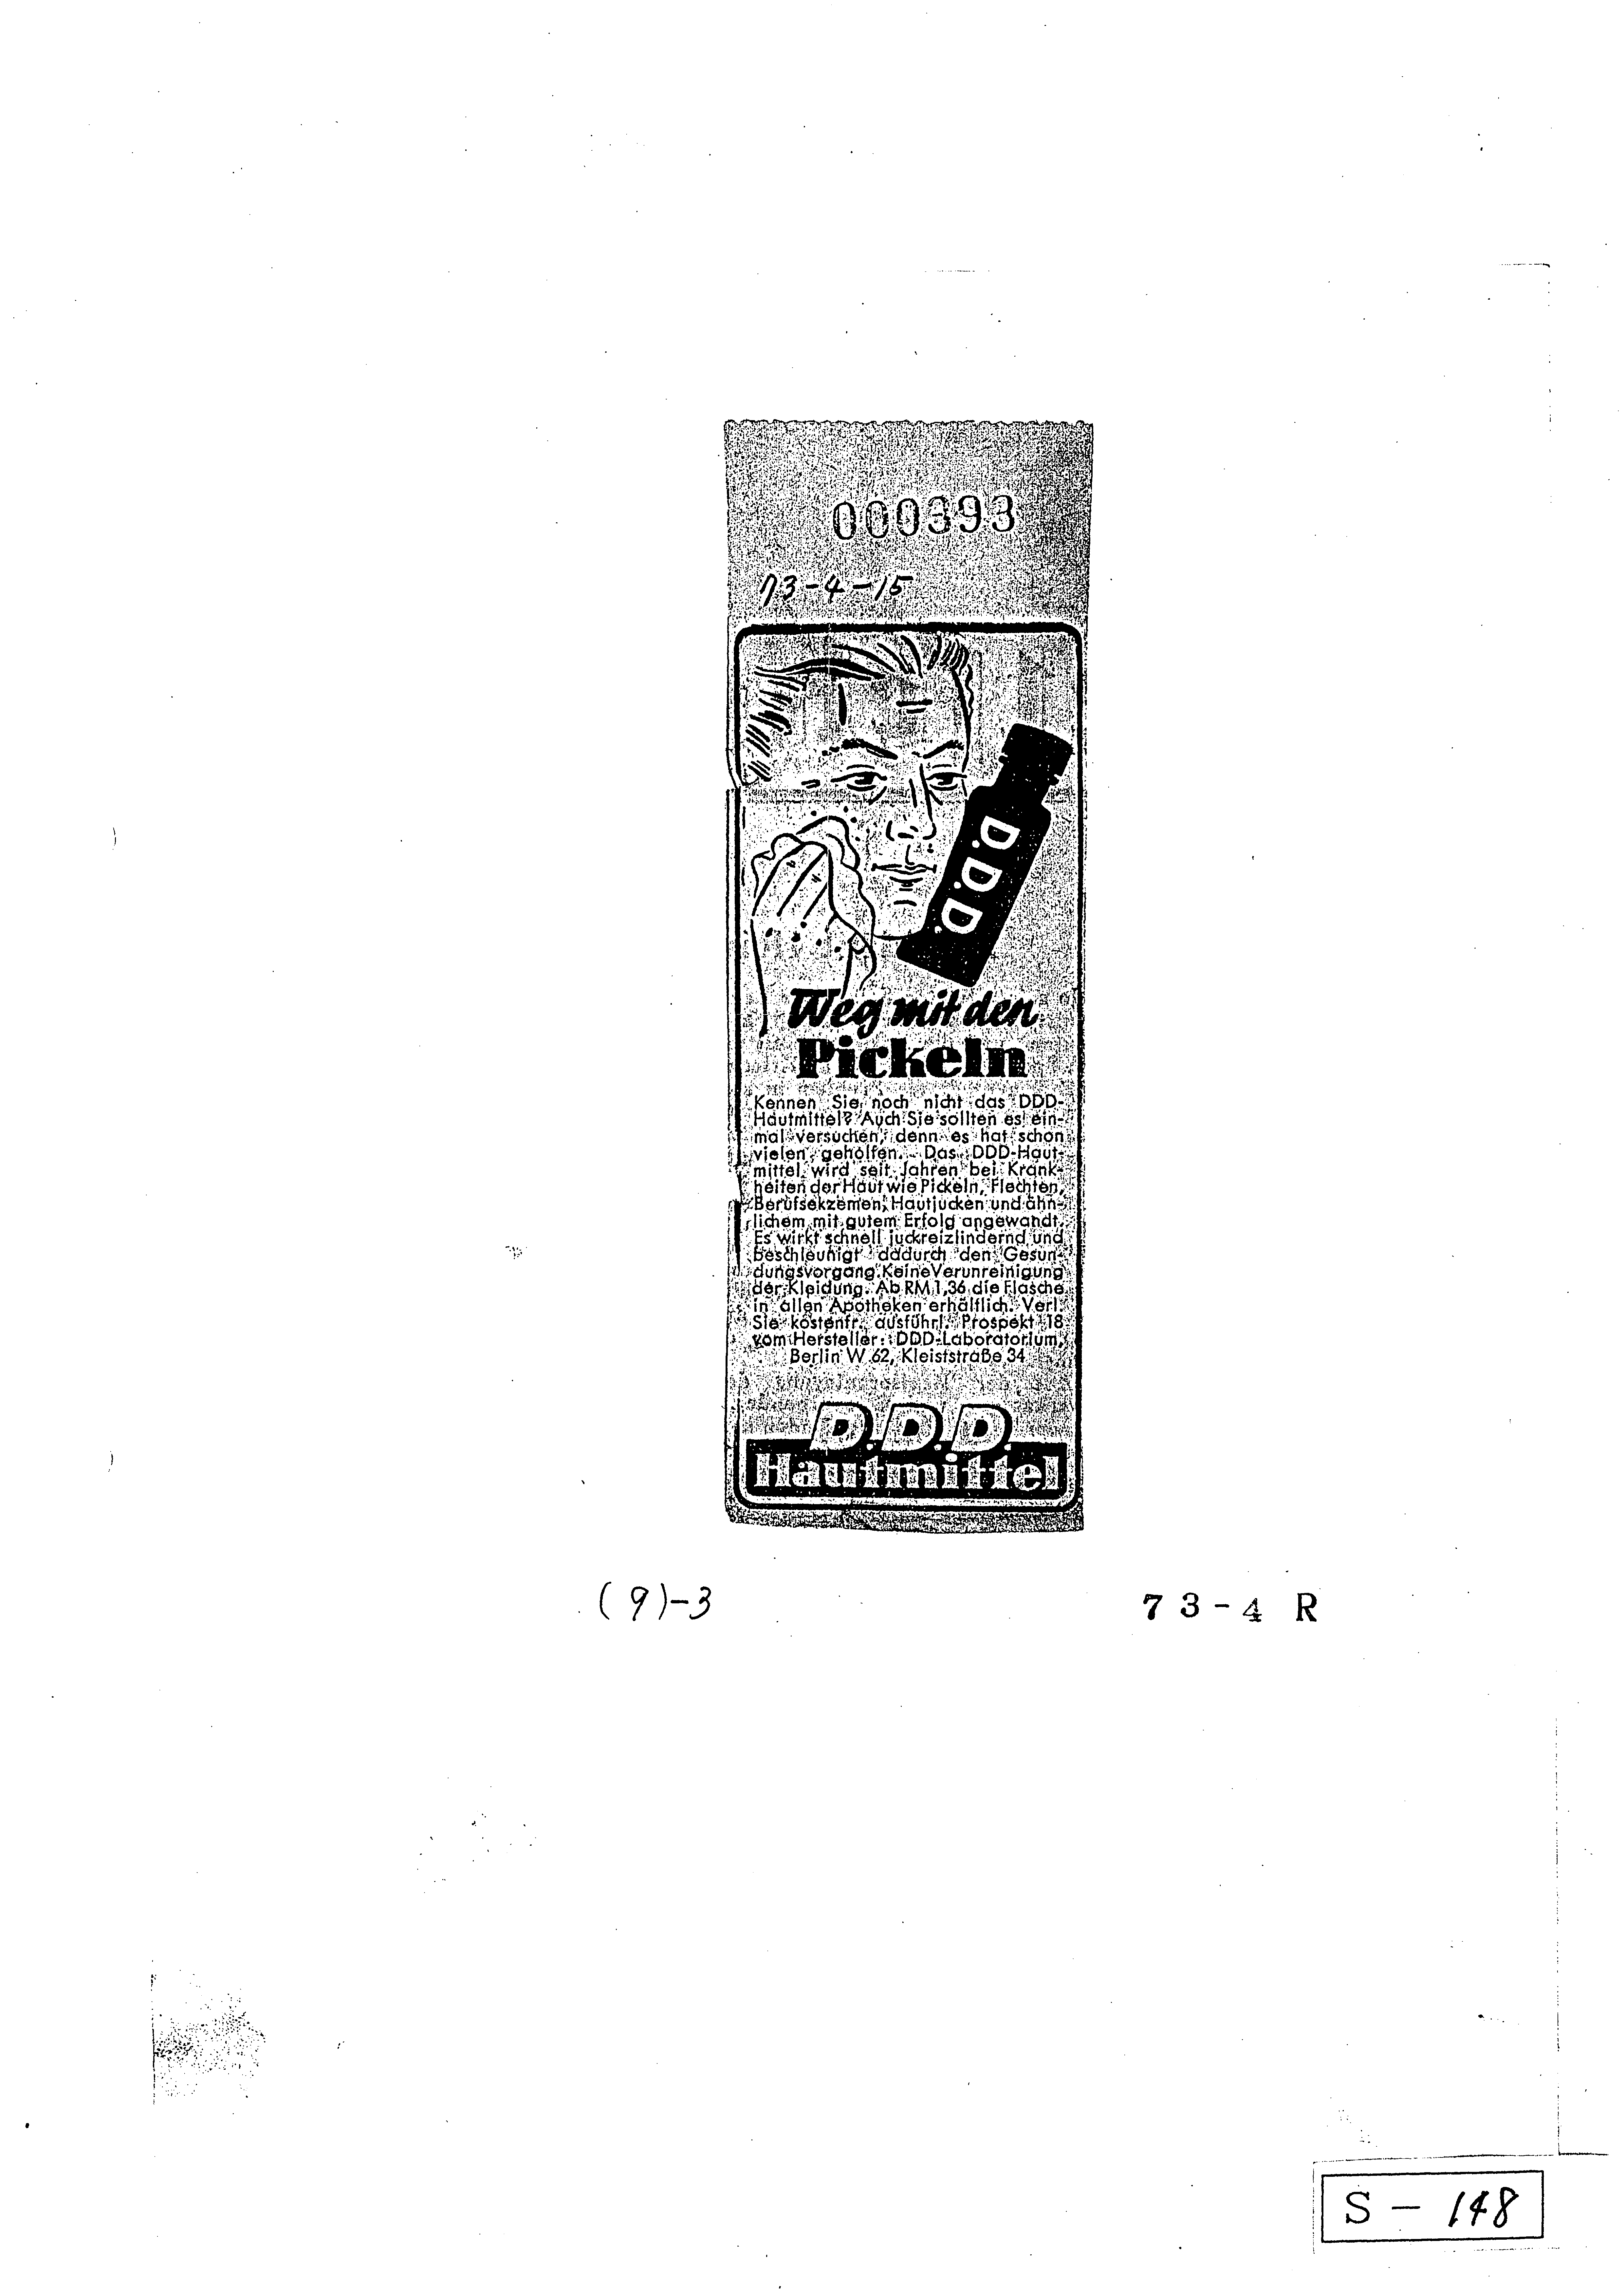 000393
73-4-15
D.D.D.
Weg mit den
Pickeln
Kennen Sie noch nicht das DDD-
Hautmittel? Auch Sie sollten es ein-
mal versuchen, denn es hat schon
vielen geholfen. Das DDD-Haut-
mittel wird seit Jahren bei Krank-
heiten der Haut wie Pickeln, Flechten,
Berufsekzemen, Hautjucken und ähn-
lichem mit gutem Erfolg angewandt.
Es wirkt schnell juckreizlindernd und
beschleunigt dadurch den Gesun-
dungsvorgang. Keine Verunreinigung
der Kleidung. Ab RM 1,36 die Flasche
in allen Apotheken erhältlich. Verl.
Sie kostenfr. ausführl. Prospekt 18
vom Hersteller: DDD-Laboratorium,
Berlin W 62, Kleiststraße 34
D.D.D.
Hautmittel
(9)-3
73-4 R
S - 148